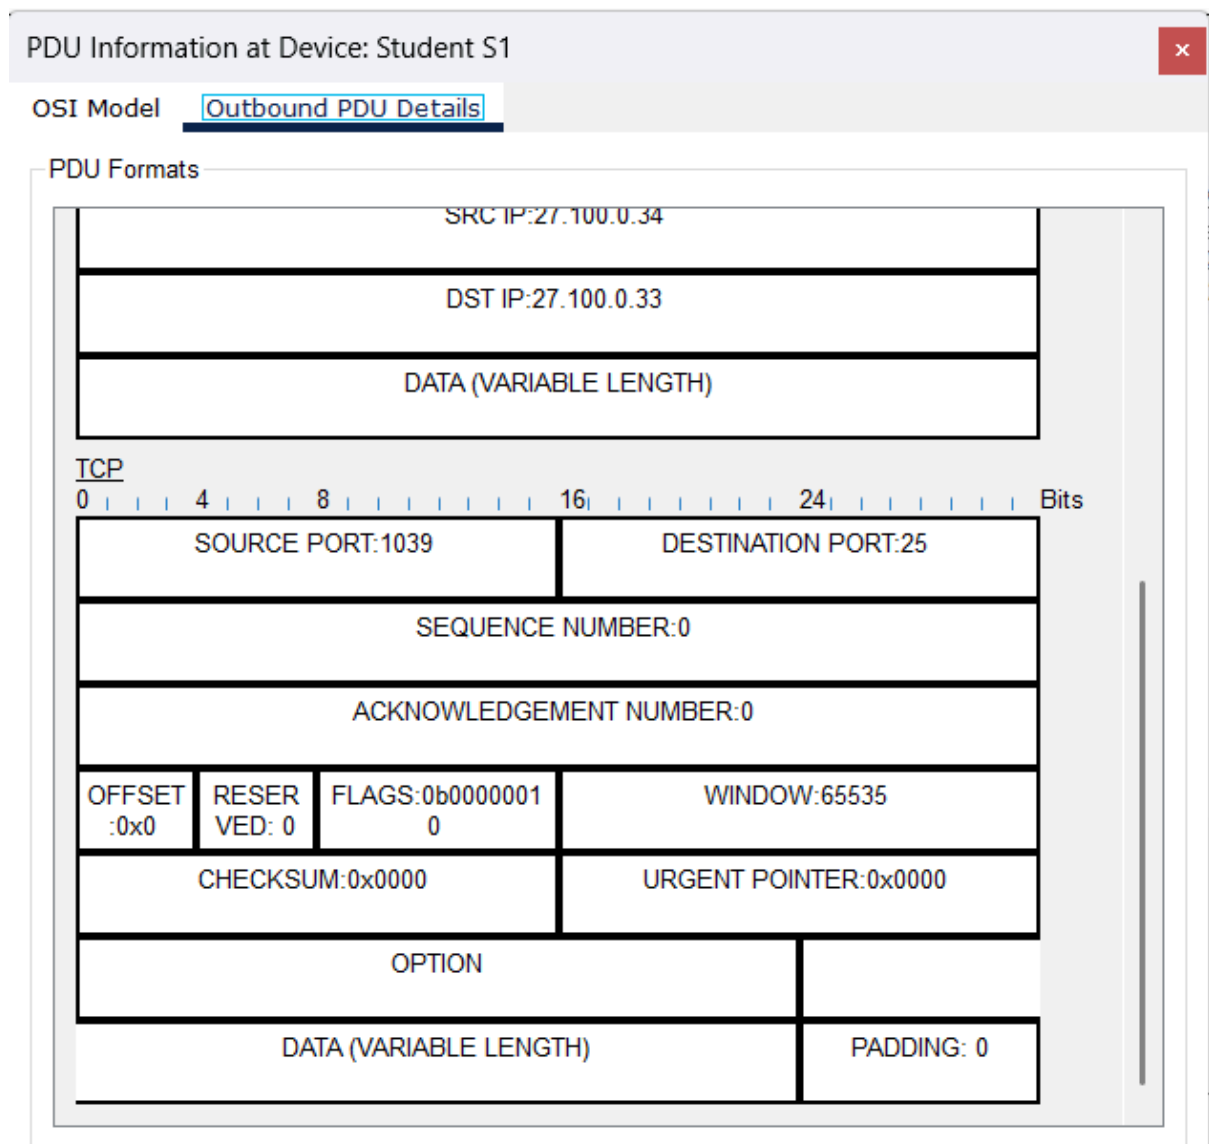 PDU Information at Device: Student S1
×
OSI Model Outbound PDU Details
PDU Formats
SRC IP:27.100.0.34
DST IP:27.100.0.33
DATA (VARIABLE LENGTH)
TCP
0 4 8 16 24 Bits
SOURCE PORT:1039 DESTINATION PORT:25
SEQUENCE NUMBER:0
ACKNOWLEDGEMENT NUMBER:0
OFFSET RESER FLAGS:0b0000001 WINDOW:65535
:0x0 VED: 0 0
CHECKSUM:0x0000 URGENT POINTER:0x0000
OPTION
DATA (VARIABLE LENGTH) PADDING: 0